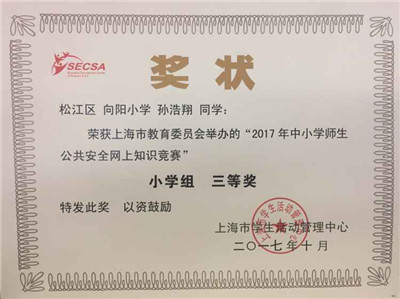 SECSA
奖状
松江区 向阳小学 孙浩翔 同学:
荣获上海市教育委员会举办的“2017年中小学师生
公共安全网上知识竞赛”
小学组 三等奖
特发此奖 以资鼓励
上海市学生活动管理中心
二〇一七年十月